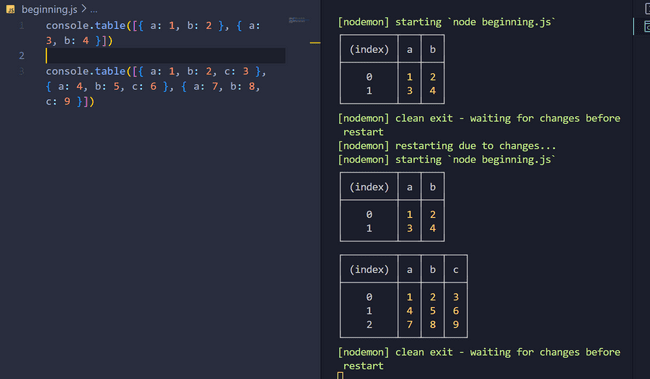 beginning.js > ...
1 console.table([{ a: 1, b: 2 }, { a:
3, b: 4 }])
2
3 console.table([{ a: 1, b: 2, c: 3 },
{ a: 4, b: 5, c: 6 }, { a: 7, b: 8,
c: 9 }])
[nodemon] starting `node beginning.js`
(index) a b
0 1 2
1 3 4
[nodemon] clean exit - waiting for changes before
restart
[nodemon] restarting due to changes...
[nodemon] starting `node beginning.js`
(index) a b
0 1 2
1 3 4
(index) a b c
0 1 2 3
1 4 5 6
2 7 8 9
[nodemon] clean exit - waiting for changes before
restart